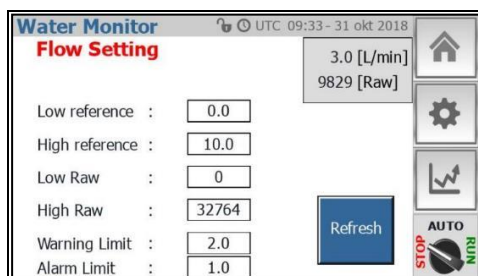 Water Monitor
UTC 09:33- 31 okt 2018
Flow Setting
3.0 [L/min]
9829 [Raw]
Low reference : 0.0
High reference : 10.0
Low Raw : 0
High Raw : 32764
Warning Limit : 2.0
Alarm Limit : 1.0
Refresh
AUTO
STOP
RUN